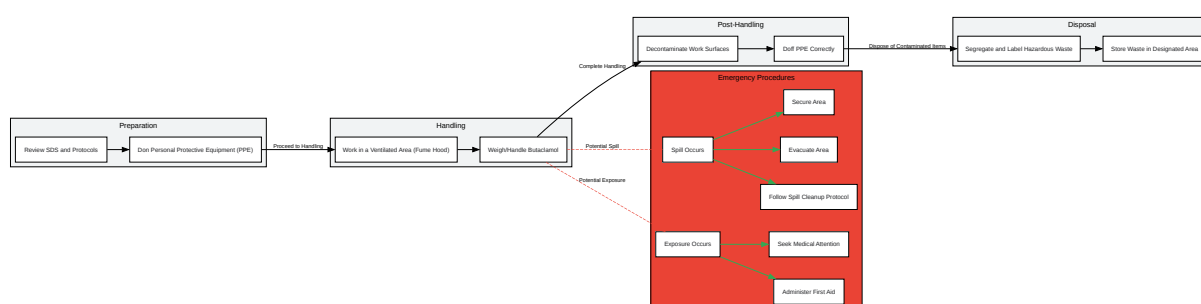 Post-Handling
Decontaminate Work Surfaces
Doff PPE Correctly
Dispose of Contaminated Items
Disposal
Segregate and Label Hazardous Waste
Store Waste in Designated Area
Complete Handling
Emergency Procedures
Secure Area
Preparation
Review SDS and Protocols
Don Personal Protective Equipment (PPE)
Proceed to Handling
Handling
Work in a Ventilated Area (Fume Hood)
Weigh/Handle Butaclamol
Potential Spill
Spill Occurs
Evacuate Area
Potential Exposure
Follow Spill Cleanup Protocol
Exposure Occurs
Seek Medical Attention
Administer First Aid